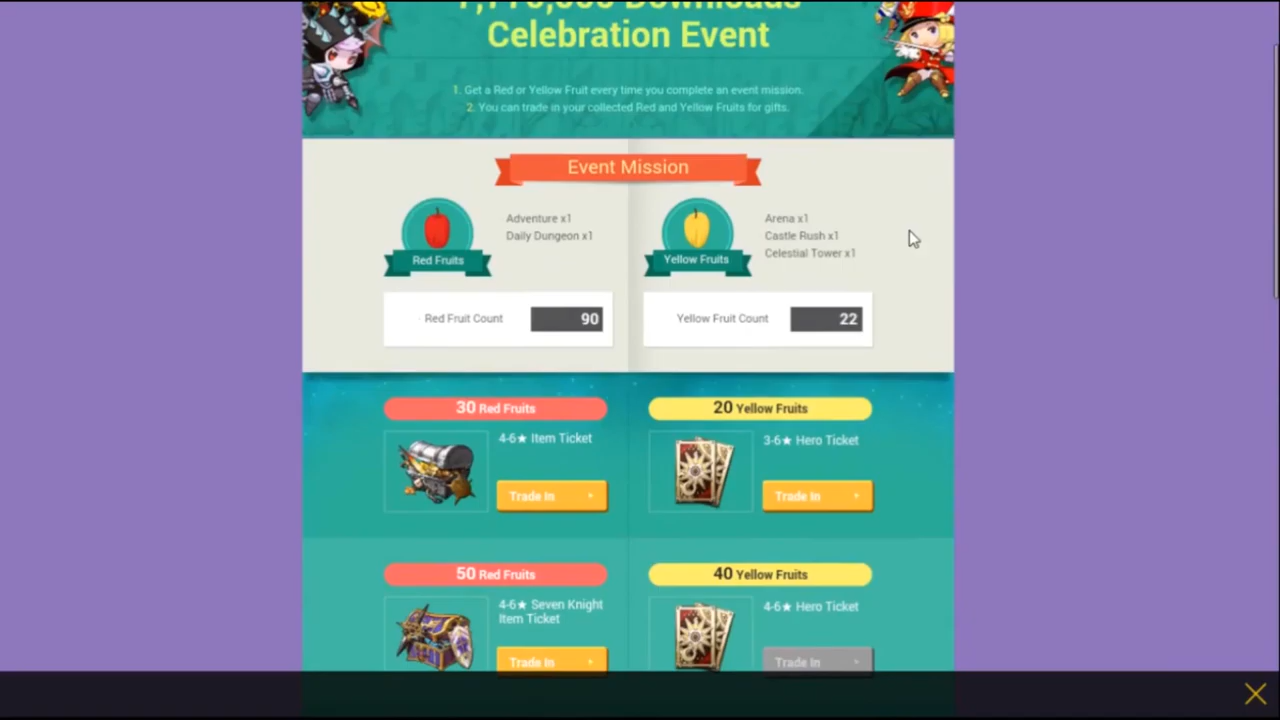 Celebration Event
1. Get a Red or Yellow Fruit every time you complete an event mission.
2. You can trade in your collected Red and Yellow Fruits for gifts.
Event Mission
Red Fruits
Adventure x1
Daily Dungeon x1
Yellow Fruits
Arena x1
Castle Rush x1
Celestial Tower x1
Red Fruit Count 90
Yellow Fruit Count 22
30 Red Fruits
4-6★ Item Ticket
Trade In
20 Yellow Fruits
3-6★ Hero Ticket
Trade In
50 Red Fruits
4-6★ Seven Knight
Item Ticket
Trade In
40 Yellow Fruits
4-6★ Hero Ticket
Trade In